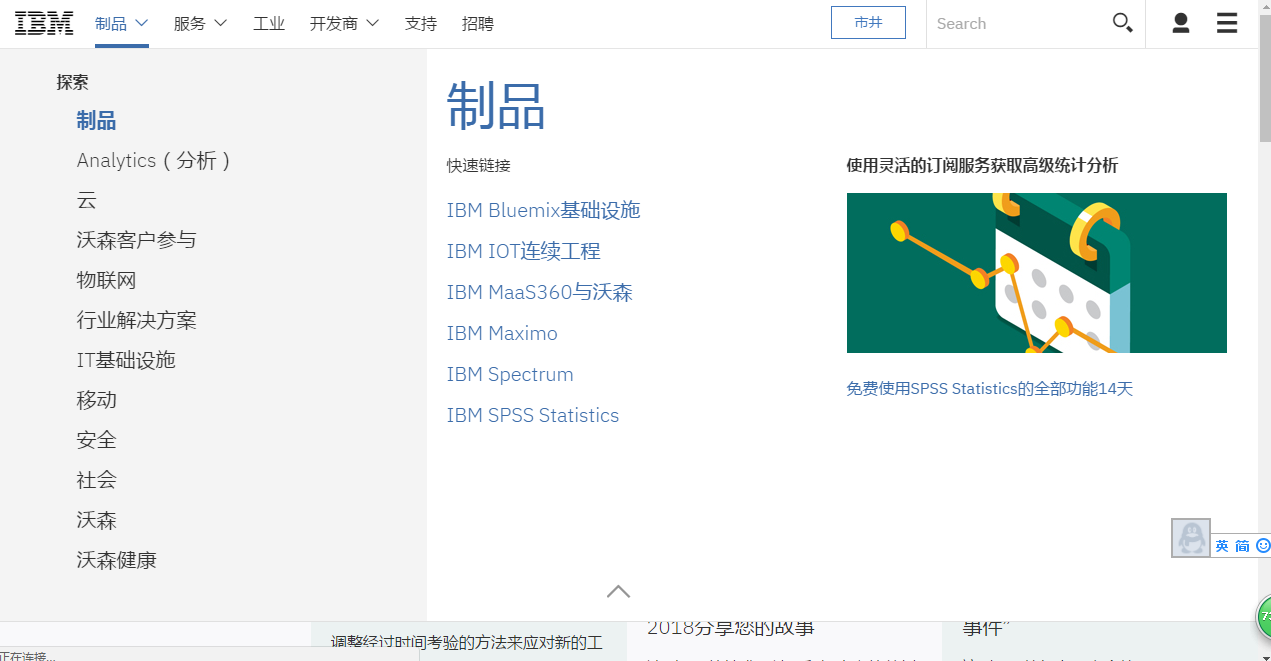 IBM 制品 服务 工业 开发商 支持 招聘 市井 Search
探索
制品
Analytics（分析）
云
沃森客户参与
物联网
行业解决方案
IT基础设施
移动
安全
社会
沃森
沃森健康
制品
快速链接
IBM Bluemix基础设施
IBM IOT连续工程
IBM MaaS360与沃森
IBM Maximo
IBM Spectrum
IBM SPSS Statistics
使用灵活的订阅服务获取高级统计分析
免费使用SPSS Statistics的全部功能14天
英 简
调整经过时间考验的方法来应对新的工
2018分享您的故事
事件”
正在连接...